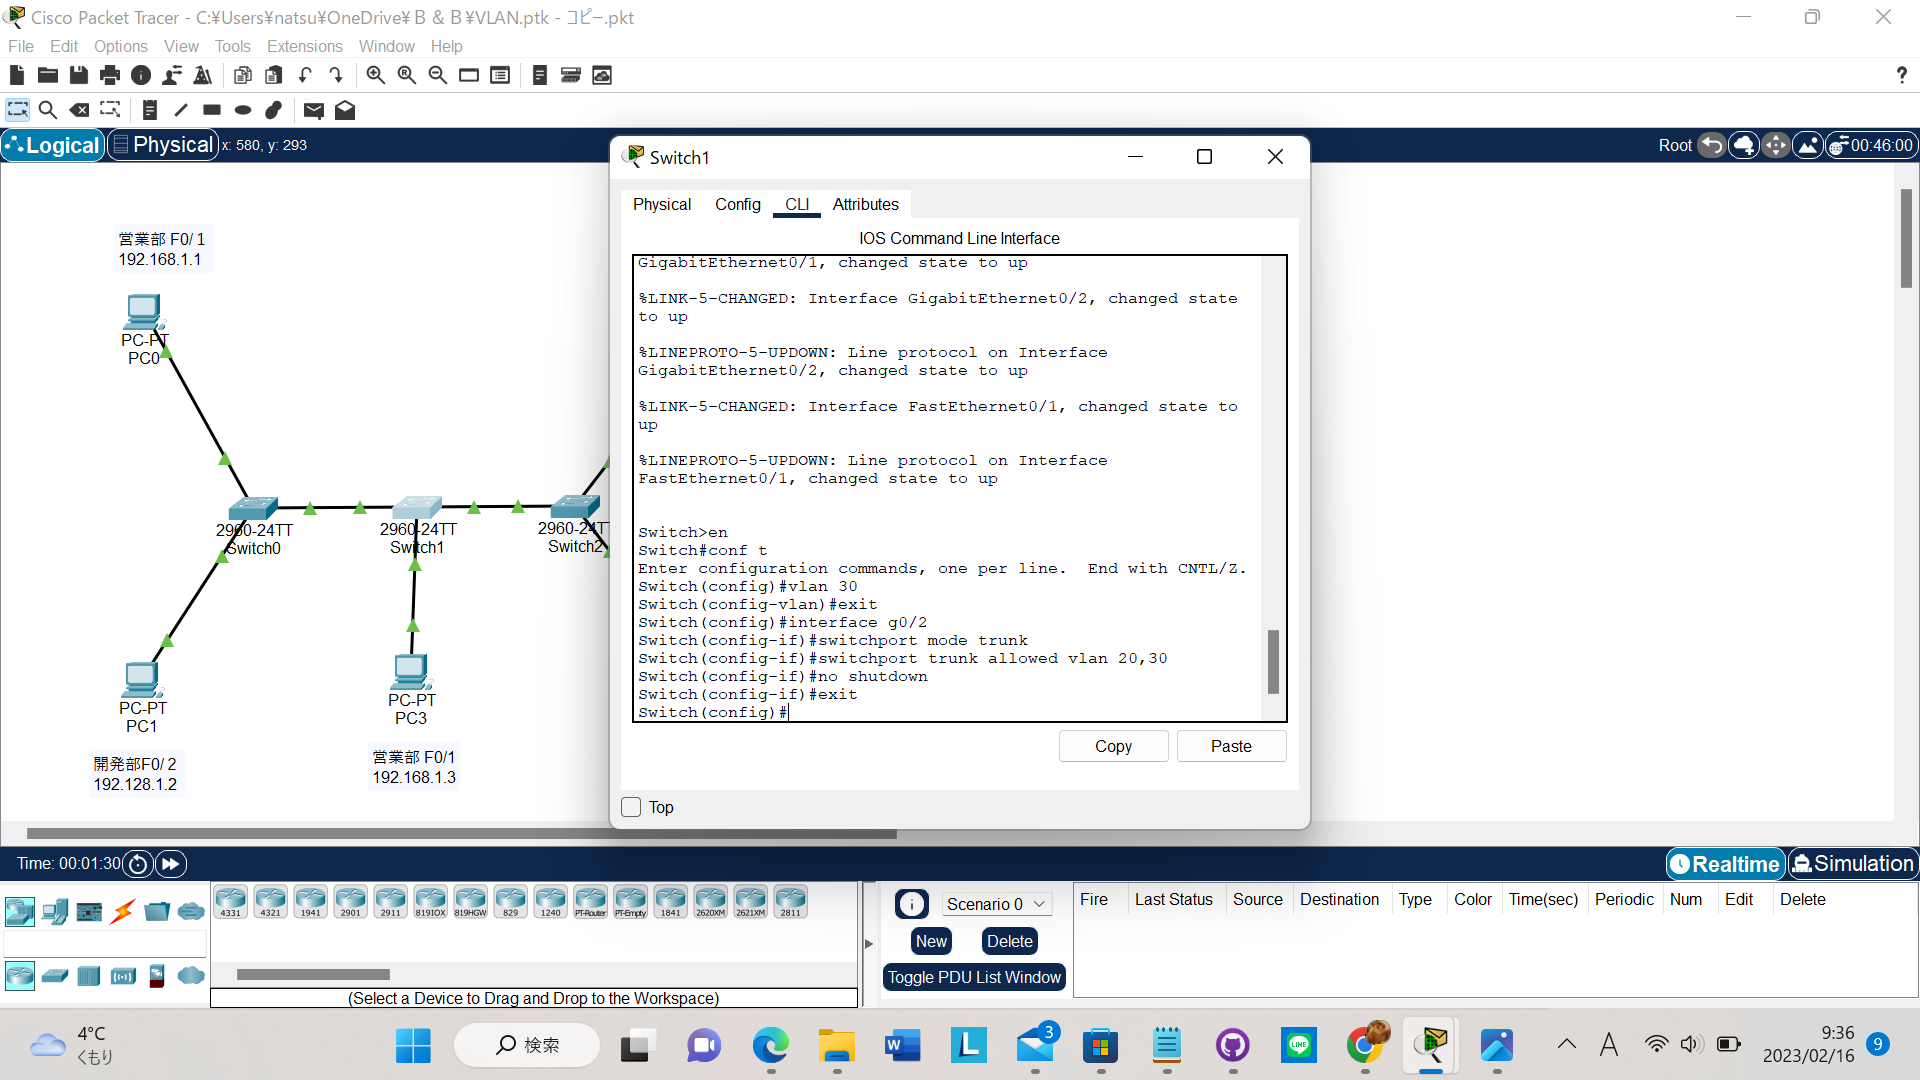 Cisco Packet Tracer - C:¥Users¥natsu¥OneDrive¥Ｂ＆Ｂ¥VLAN.ptk - コピー.pkt
File Edit Options View Tools Extensions Window Help
?
Logical Physical x: 580, y: 293
Root 00:46:00
営業部 F0/ 1
192.168.1.1
PC-PT
PC0
2960-24TT
Switch0
2960-24TT
Switch1
2960-24T
Switch2
PC-PT
PC1
PC-PT
PC3
開発部F0/ 2
192.128.1.2
営業部 F0/1
192.168.1.3
Switch1
Physical Config CLI Attributes
IOS Command Line Interface
GigabitEthernet0/1, changed state to up
%LINK-5-CHANGED: Interface GigabitEthernet0/2, changed state
to up
%LINEPROTO-5-UPDOWN: Line protocol on Interface
GigabitEthernet0/2, changed state to up
%LINK-5-CHANGED: Interface FastEthernet0/1, changed state to
up
%LINEPROTO-5-UPDOWN: Line protocol on Interface
FastEthernet0/1, changed state to up
Switch>en
Switch#conf t
Enter configuration commands, one per line.  End with CNTL/Z.
Switch(config)#vlan 30
Switch(config-vlan)#exit
Switch(config)#interface g0/2
Switch(config-if)#switchport mode trunk
Switch(config-if)#switchport trunk allowed vlan 20,30
Switch(config-if)#no shutdown
Switch(config-if)#exit
Switch(config)#
Copy Paste
Top
Time: 00:01:30
Realtime Simulation
4331 4321 1941 2901 2911 819IOX 819HGW 829 1240 PT-Router PT-Empty 1841 2620XM 2621XM 2811
(Select a Device to Drag and Drop to the Workspace)
Scenario 0
New Delete
Toggle PDU List Window
Fire Last Status Source Destination Type Color Time(sec) Periodic Num Edit Delete
4°C
くもり
検索
3
A
9:36
2023/02/16
9